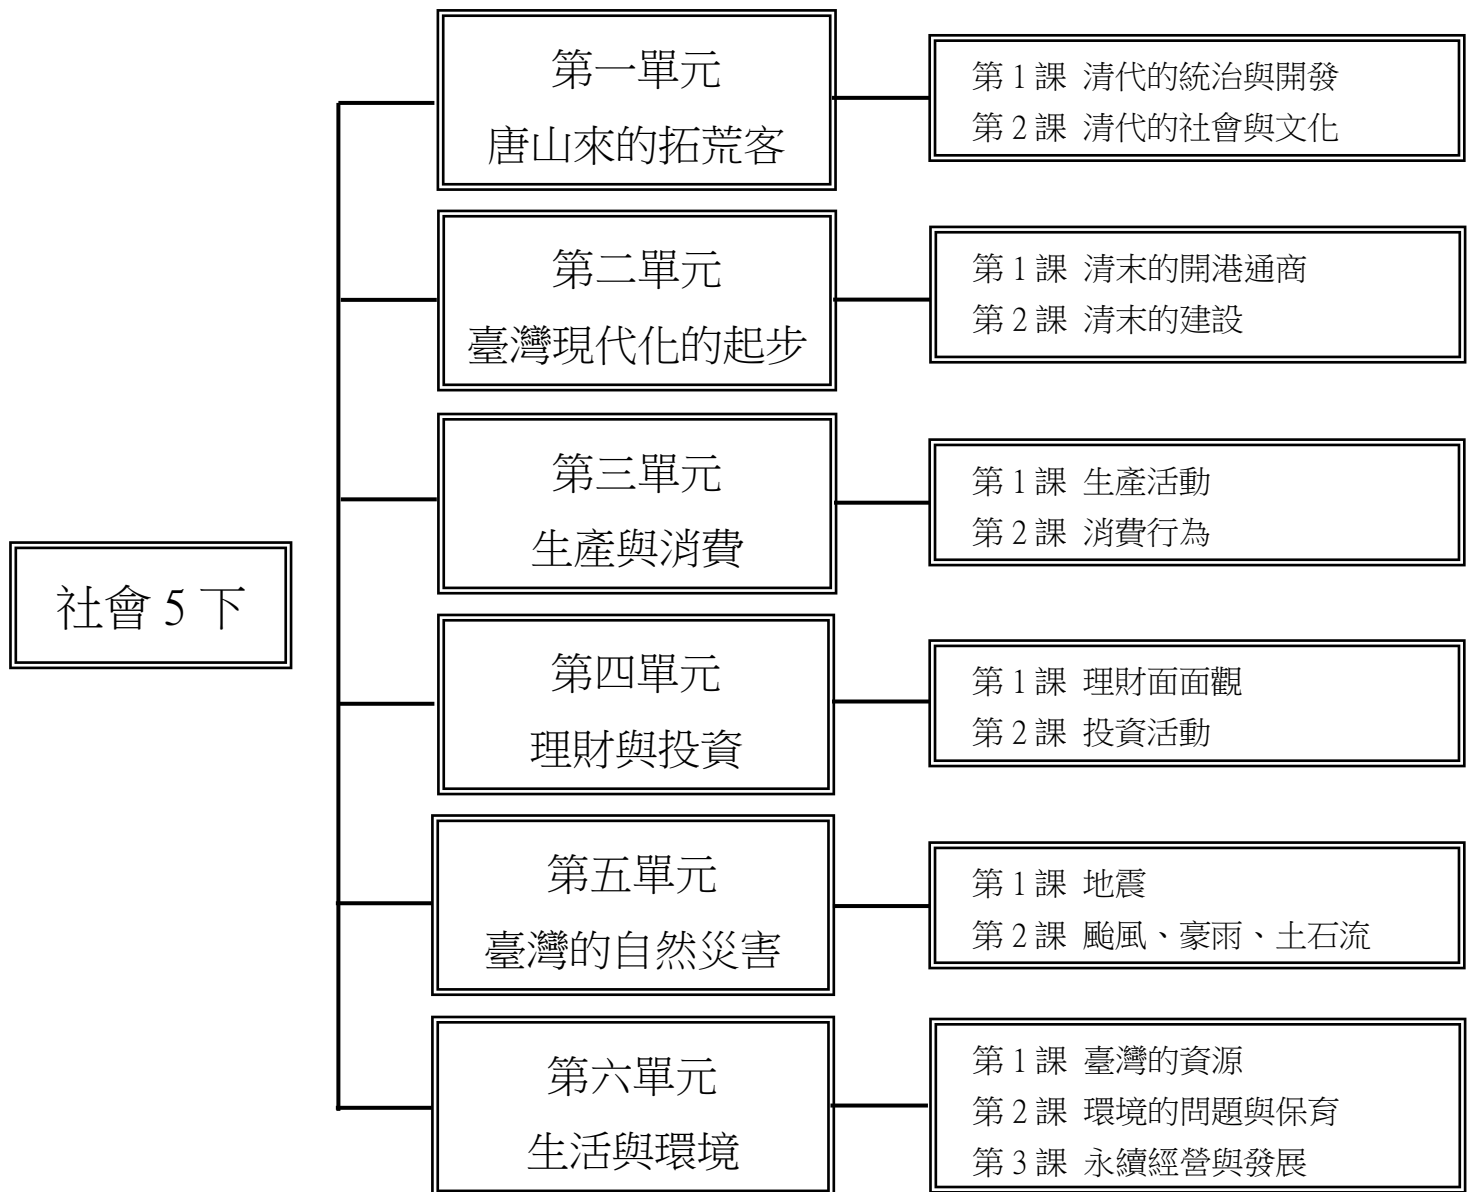 社會5下
第一單元
唐山來的拓荒客
第1課 清代的統治與開發
第2課 清代的社會與文化
第二單元
臺灣現代化的起步
第1課 清末的開港通商
第2課 清末的建設
第三單元
生產與消費
第1課 生產活動
第2課 消費行為
第四單元
理財與投資
第1課 理財面面觀
第2課 投資活動
第五單元
臺灣的自然災害
第1課 地震
第2課 颱風、豪雨、土石流
第六單元
生活與環境
第1課 臺灣的資源
第2課 環境的問題與保育
第3課 永續經營與發展